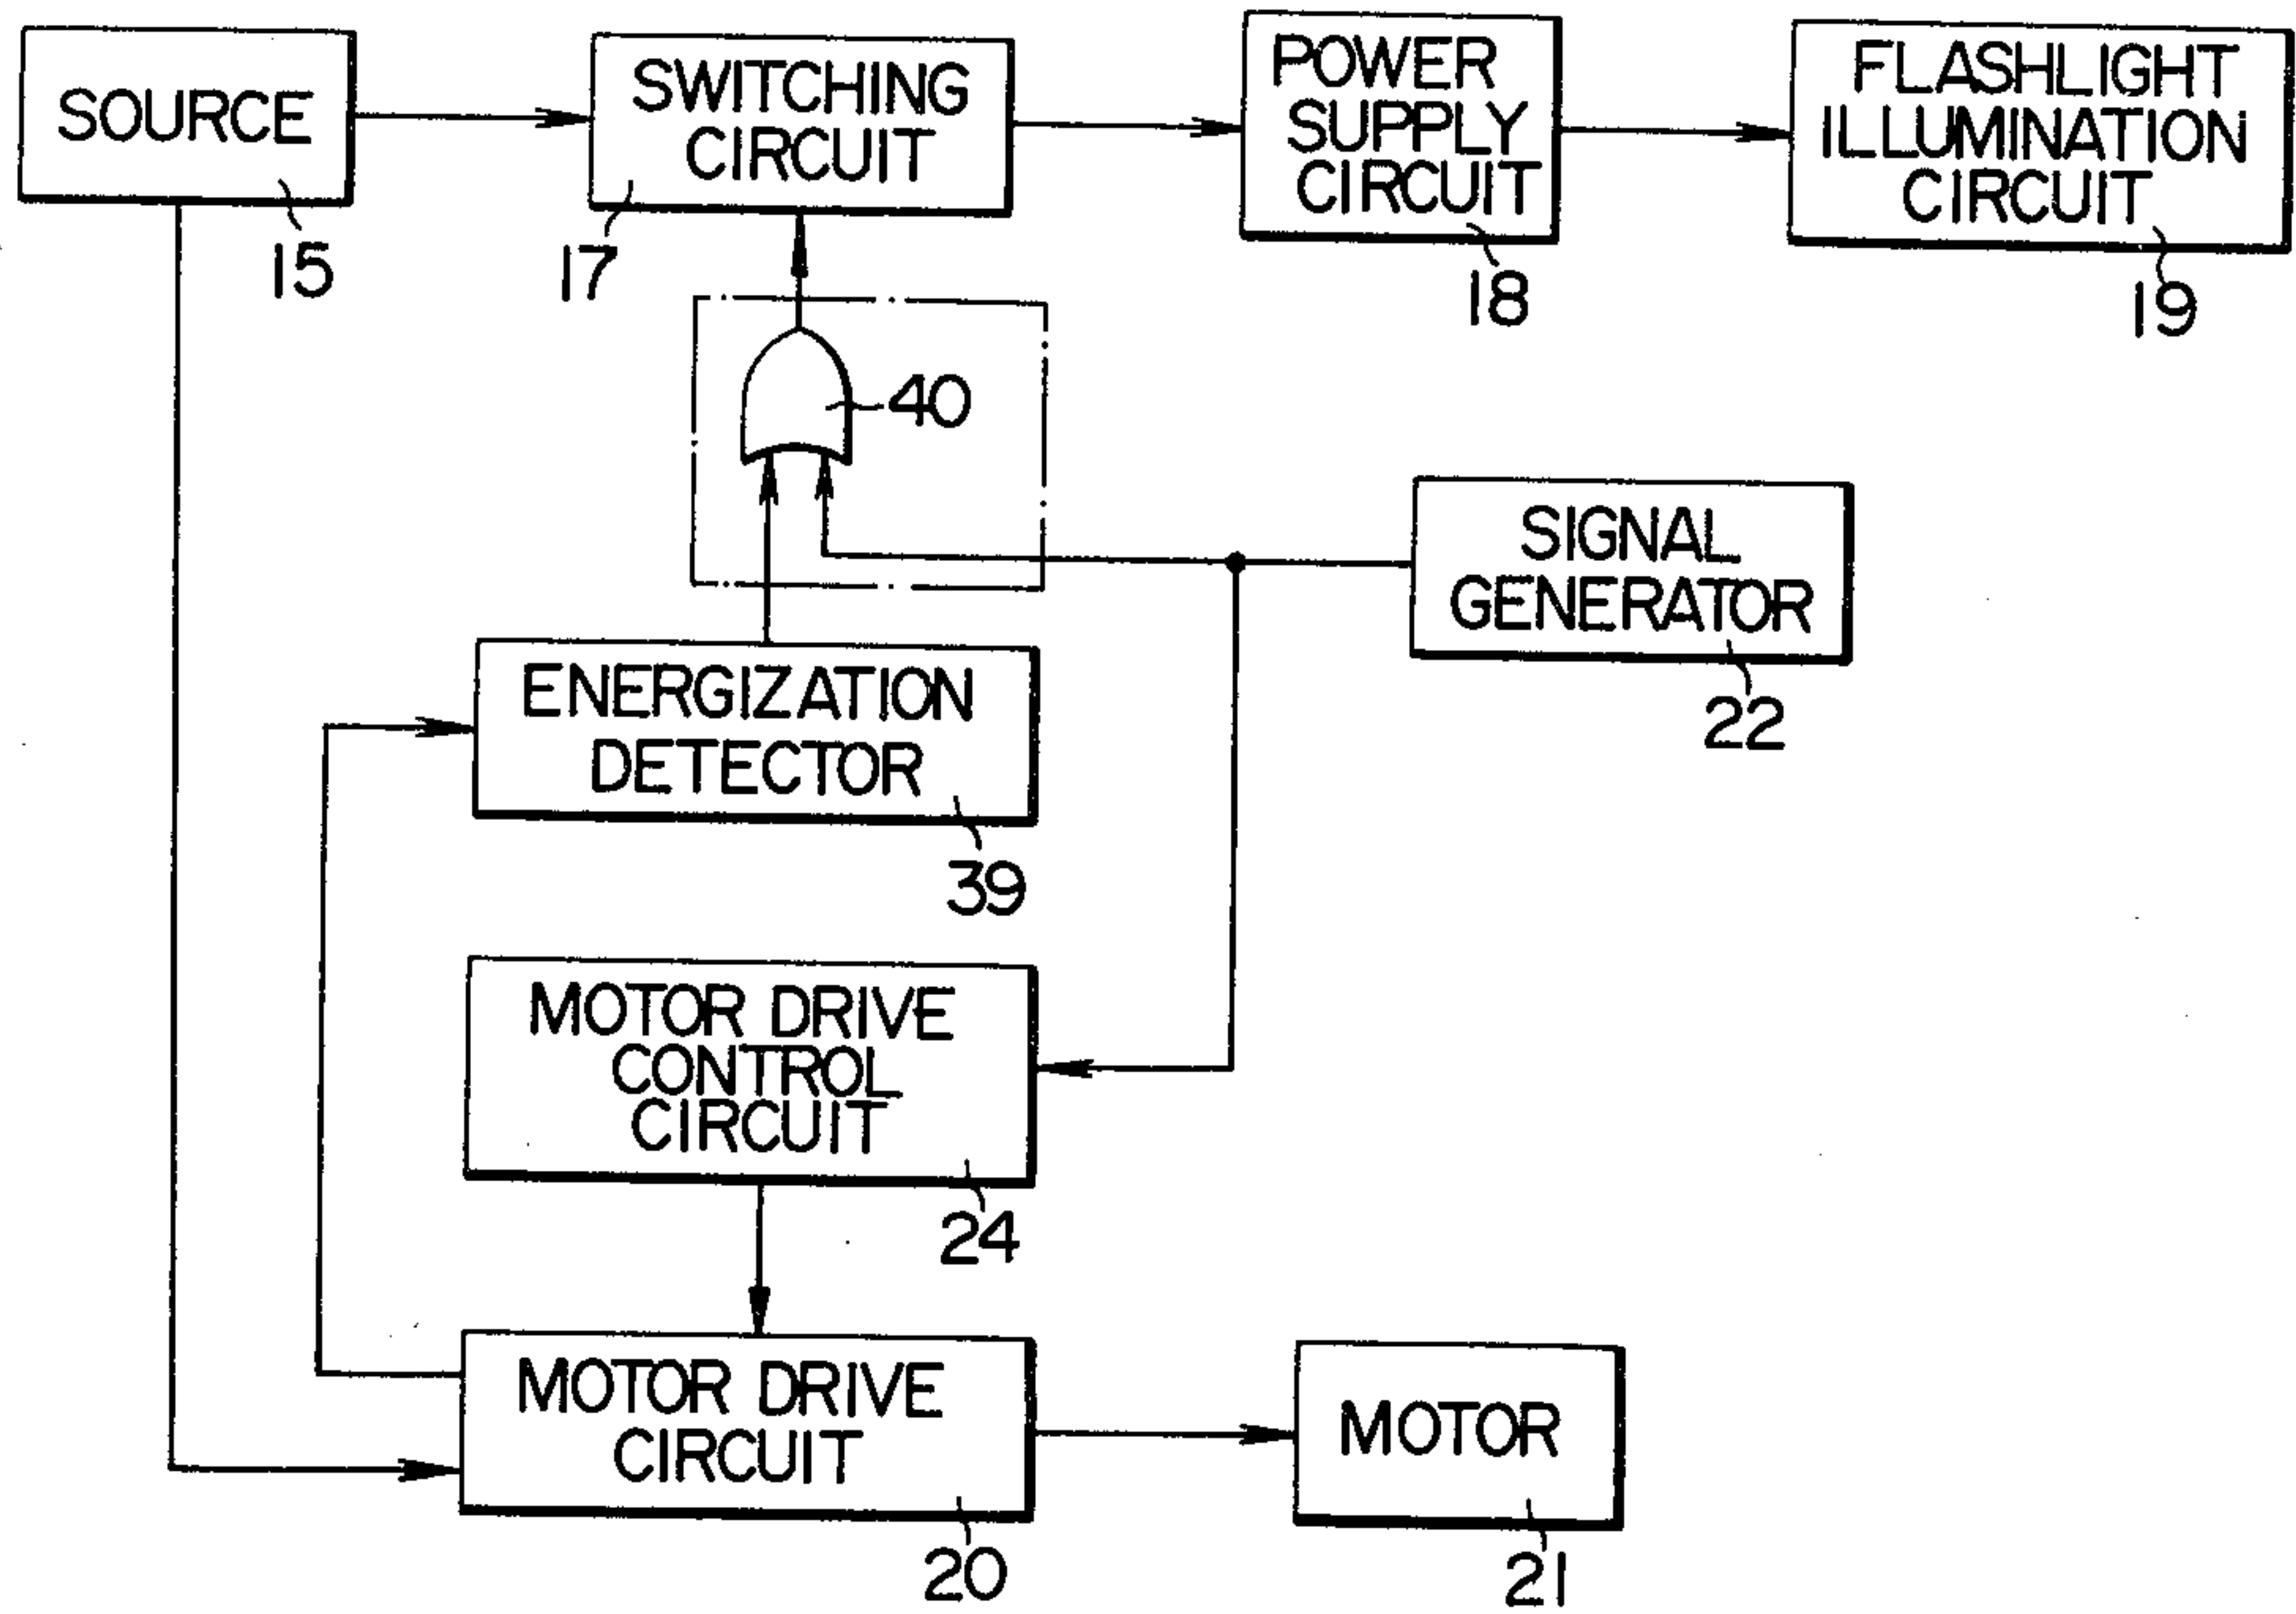 SOURCE
15
SWITCHING
CIRCUIT
17
POWER
SUPPLY
CIRCUIT
18
FLASHLIGHT
ILLUMINATION
CIRCUIT
19
40
SIGNAL
GENERATOR
22
ENERGIZATION
DETECTOR
39
MOTOR DRIVE
CONTROL
CIRCUIT
24
MOTOR DRIVE
CIRCUIT
20
MOTOR
21